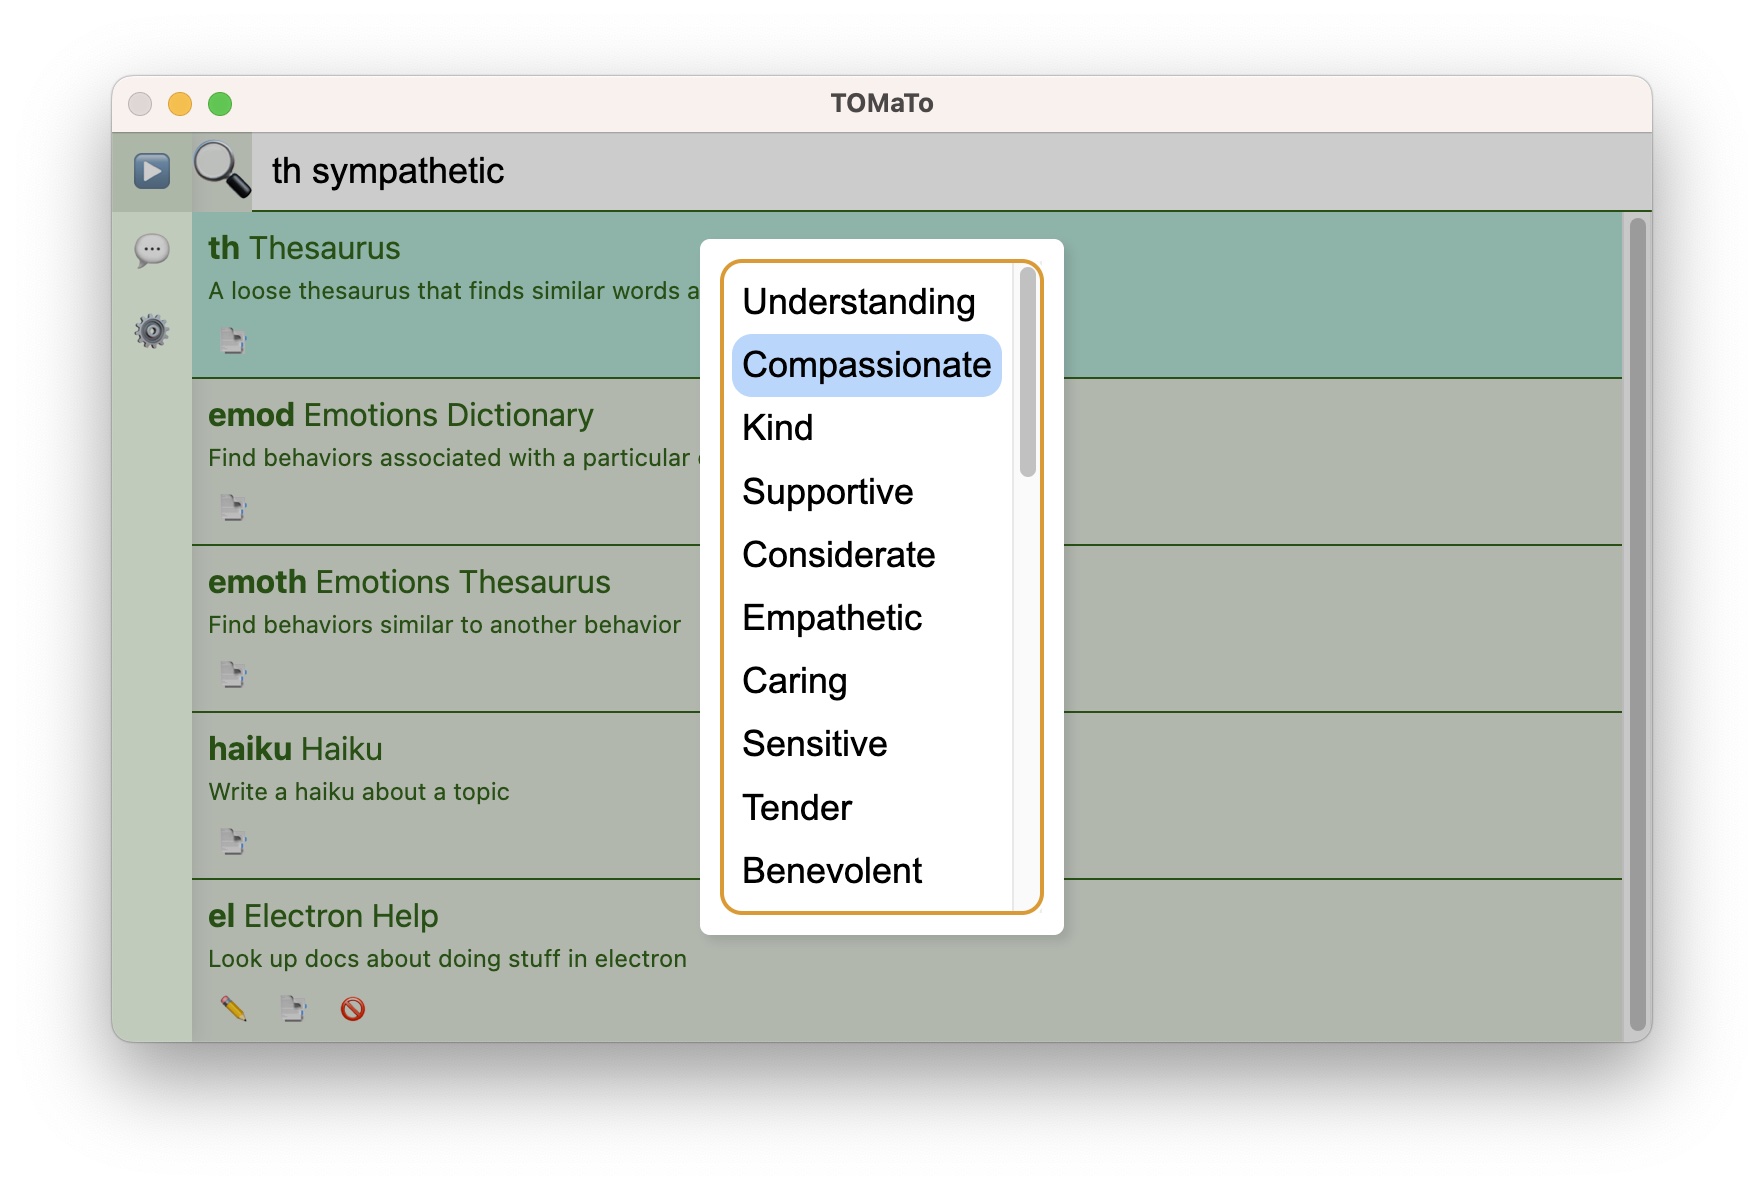 TOMaTo
th sympathetic
th Thesaurus
A loose thesaurus that finds similar words a
emod Emotions Dictionary
Find behaviors associated with a particular
emoth Emotions Thesaurus
Find behaviors similar to another behavior
haiku Haiku
Write a haiku about a topic
el Electron Help
Look up docs about doing stuff in electron
Understanding
Compassionate
Kind
Supportive
Considerate
Empathetic
Caring
Sensitive
Tender
Benevolent